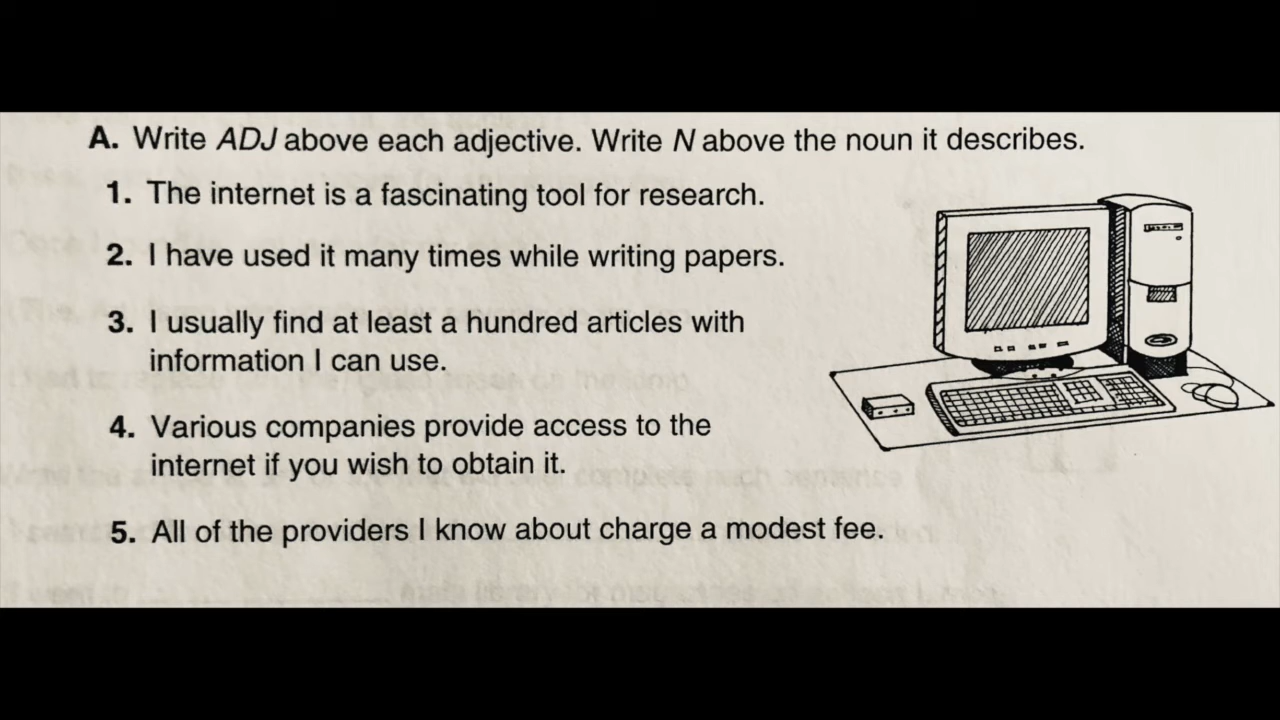 A. Write ADJ above each adjective. Write N above the noun it describes.
1. The internet is a fascinating tool for research.
2. I have used it many times while writing papers.
3. I usually find at least a hundred articles with
information I can use.
4. Various companies provide access to the
internet if you wish to obtain it.
5. All of the providers I know about charge a modest fee.